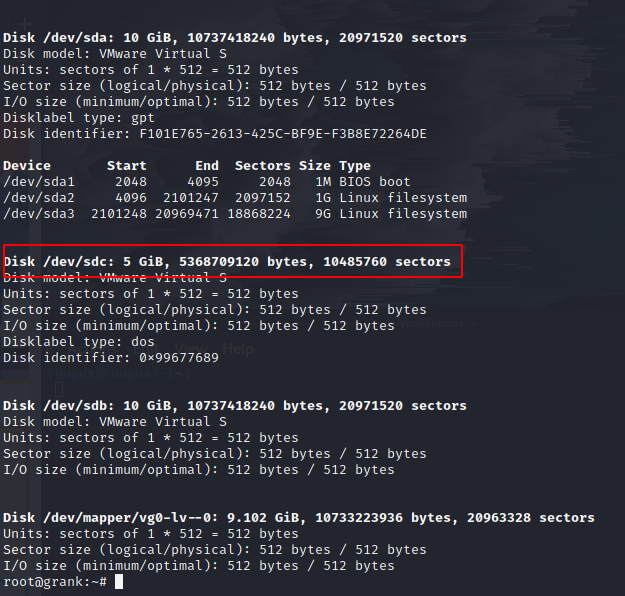 Disk /dev/sda: 10 GiB, 10737418240 bytes, 20971520 sectors
Disk model: VMware Virtual S
Units: sectors of 1 * 512 = 512 bytes
Sector size (logical/physical): 512 bytes / 512 bytes
I/O size (minimum/optimal): 512 bytes / 512 bytes
Disklabel type: gpt
Disk identifier: F101E765-2613-425C-BF9E-F3B8E72264DE
Device Start End Sectors Size Type
/dev/sda1 2048 4095 2048 1M BIOS boot
/dev/sda2 4096 2101247 2097152 1G Linux filesystem
/dev/sda3 2101248 20969471 18868224 9G Linux filesystem
Disk /dev/sdc: 5 GiB, 5368709120 bytes, 10485760 sectors
Disk model: VMware Virtual S
Units: sectors of 1 * 512 = 512 bytes
Sector size (logical/physical): 512 bytes / 512 bytes
I/O size (minimum/optimal): 512 bytes / 512 bytes
Disklabel type: dos
Disk identifier: 0×99677689
Disk /dev/sdb: 10 GiB, 10737418240 bytes, 20971520 sectors
Disk model: VMware Virtual S
Units: sectors of 1 * 512 = 512 bytes
Sector size (logical/physical): 512 bytes / 512 bytes
I/O size (minimum/optimal): 512 bytes / 512 bytes
Disk /dev/mapper/vg0-lv--0: 9.102 GiB, 10733223936 bytes, 20963328 sectors
Units: sectors of 1 * 512 = 512 bytes
Sector size (logical/physical): 512 bytes / 512 bytes
I/O size (minimum/optimal): 512 bytes / 512 bytes
root@grank:~#